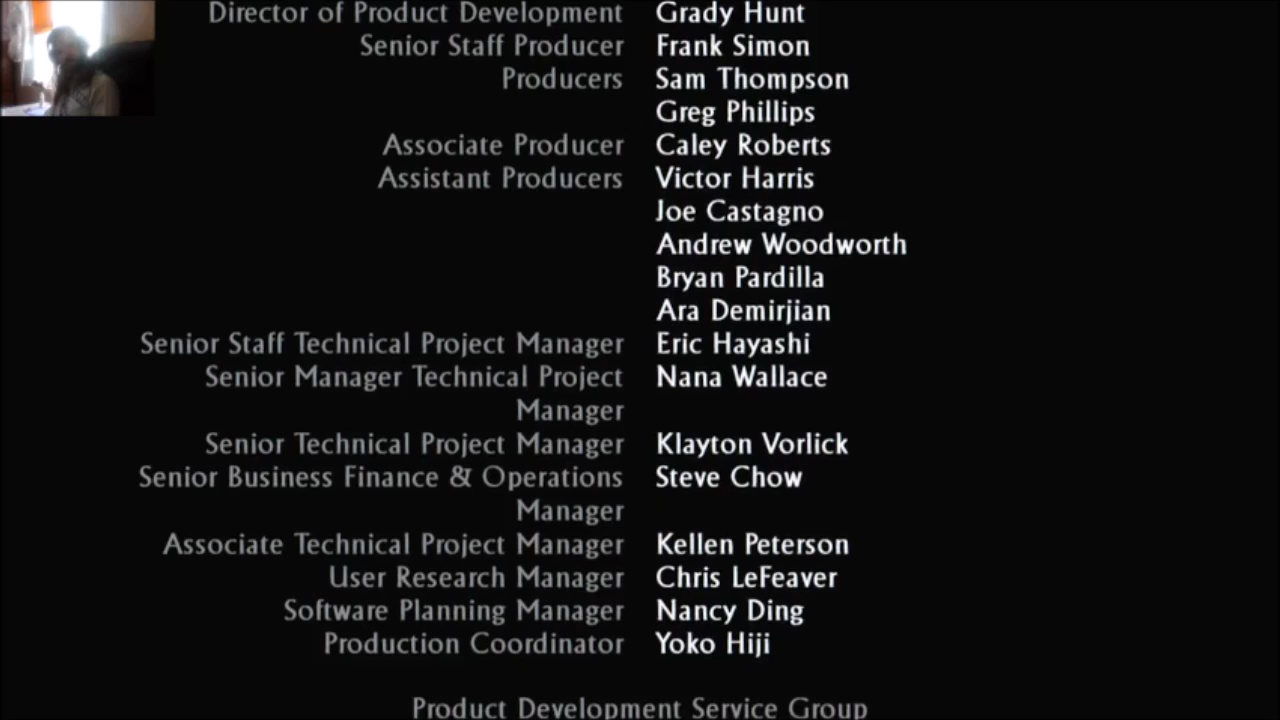 Director of Product Development Grady Hunt
Senior Staff Producer Frank Simon
Producers Sam Thompson
Greg Phillips
Associate Producer Caley Roberts
Assistant Producers Victor Harris
Joe Castagno
Andrew Woodworth
Bryan Pardilla
Ara Demirjian
Senior Staff Technical Project Manager Eric Hayashi
Senior Manager Technical Project Nana Wallace
Manager
Senior Technical Project Manager Klayton Vorlick
Senior Business Finance & Operations Steve Chow
Manager
Associate Technical Project Manager Kellen Peterson
User Research Manager Chris LeFeaver
Software Planning Manager Nancy Ding
Production Coordinator Yoko Hiji
Product Development Service Group